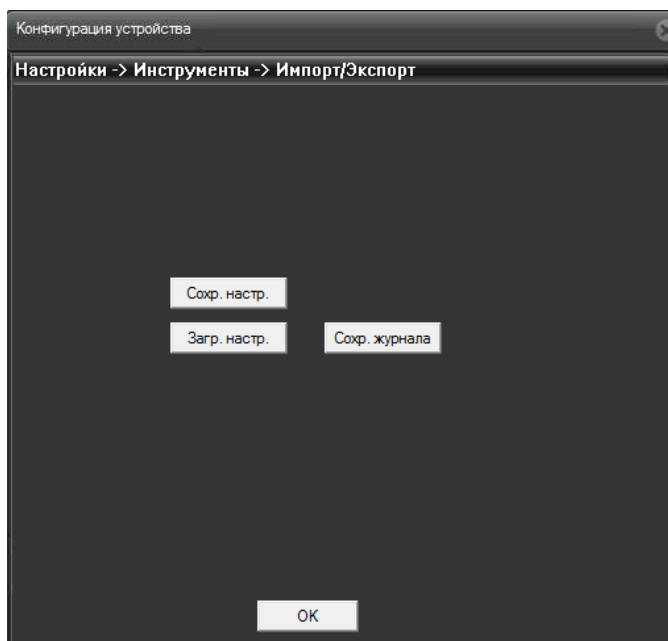 Конфигурация устройства
Настройки -> Инструменты -> Импорт/Экспорт
Сохр. настр.
Загр. настр. Сохр. журнала
OK